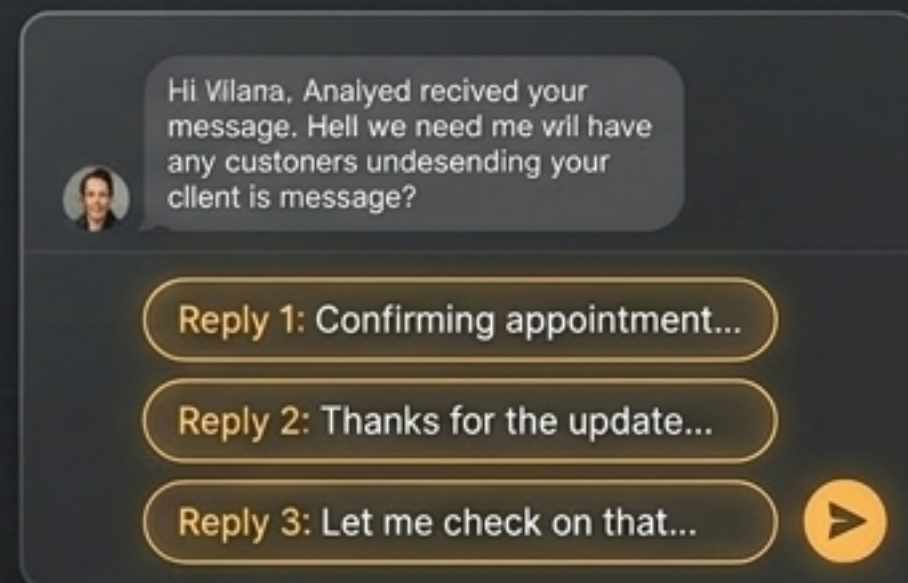 Hi Vilana, Analyed recived your
message. Hell we need me wil have
any custoners undesending your
cllent is message?
Reply 1: Confirming appointment...
Reply 2: Thanks for the update...
Reply 3: Let me check on that...